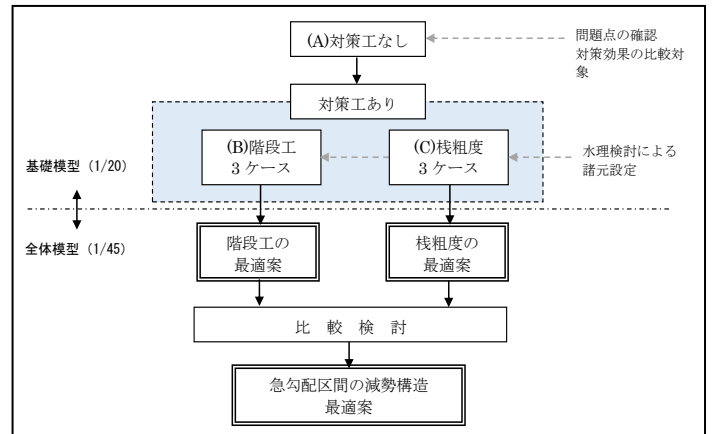 (A)対策工なし
問題点の確認
対策効果の比較対
象
対策工あり
(B)階段工
3 ケース
(C)桟粗度
3 ケース
水理検討による
諸元設定
基礎模型（1/20）
全体模型（1/45）
階段工の
最適案
桟粗度の
最適案
比 較 検 討
急勾配区間の減勢構造
最適案